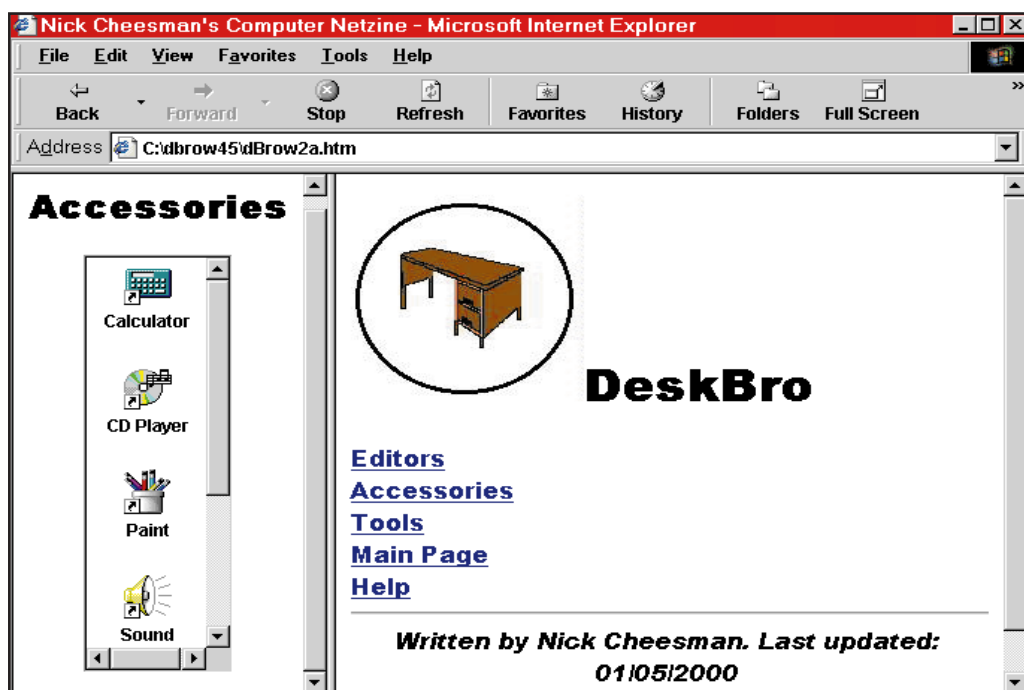 Nick Cheesman's Computer Netzine - Microsoft Internet Explorer
File Edit View Favorites Tools Help
Back Forward Stop Refresh Favorites History Folders Full Screen »
Address C:\dbrow45\dBrow2a.htm
Accessories
Calculator
CD Player
Paint
Sound
DeskBro
Editors
Accessories
Tools
Main Page
Help
Written by Nick Cheesman. Last updated:
01/05/2000